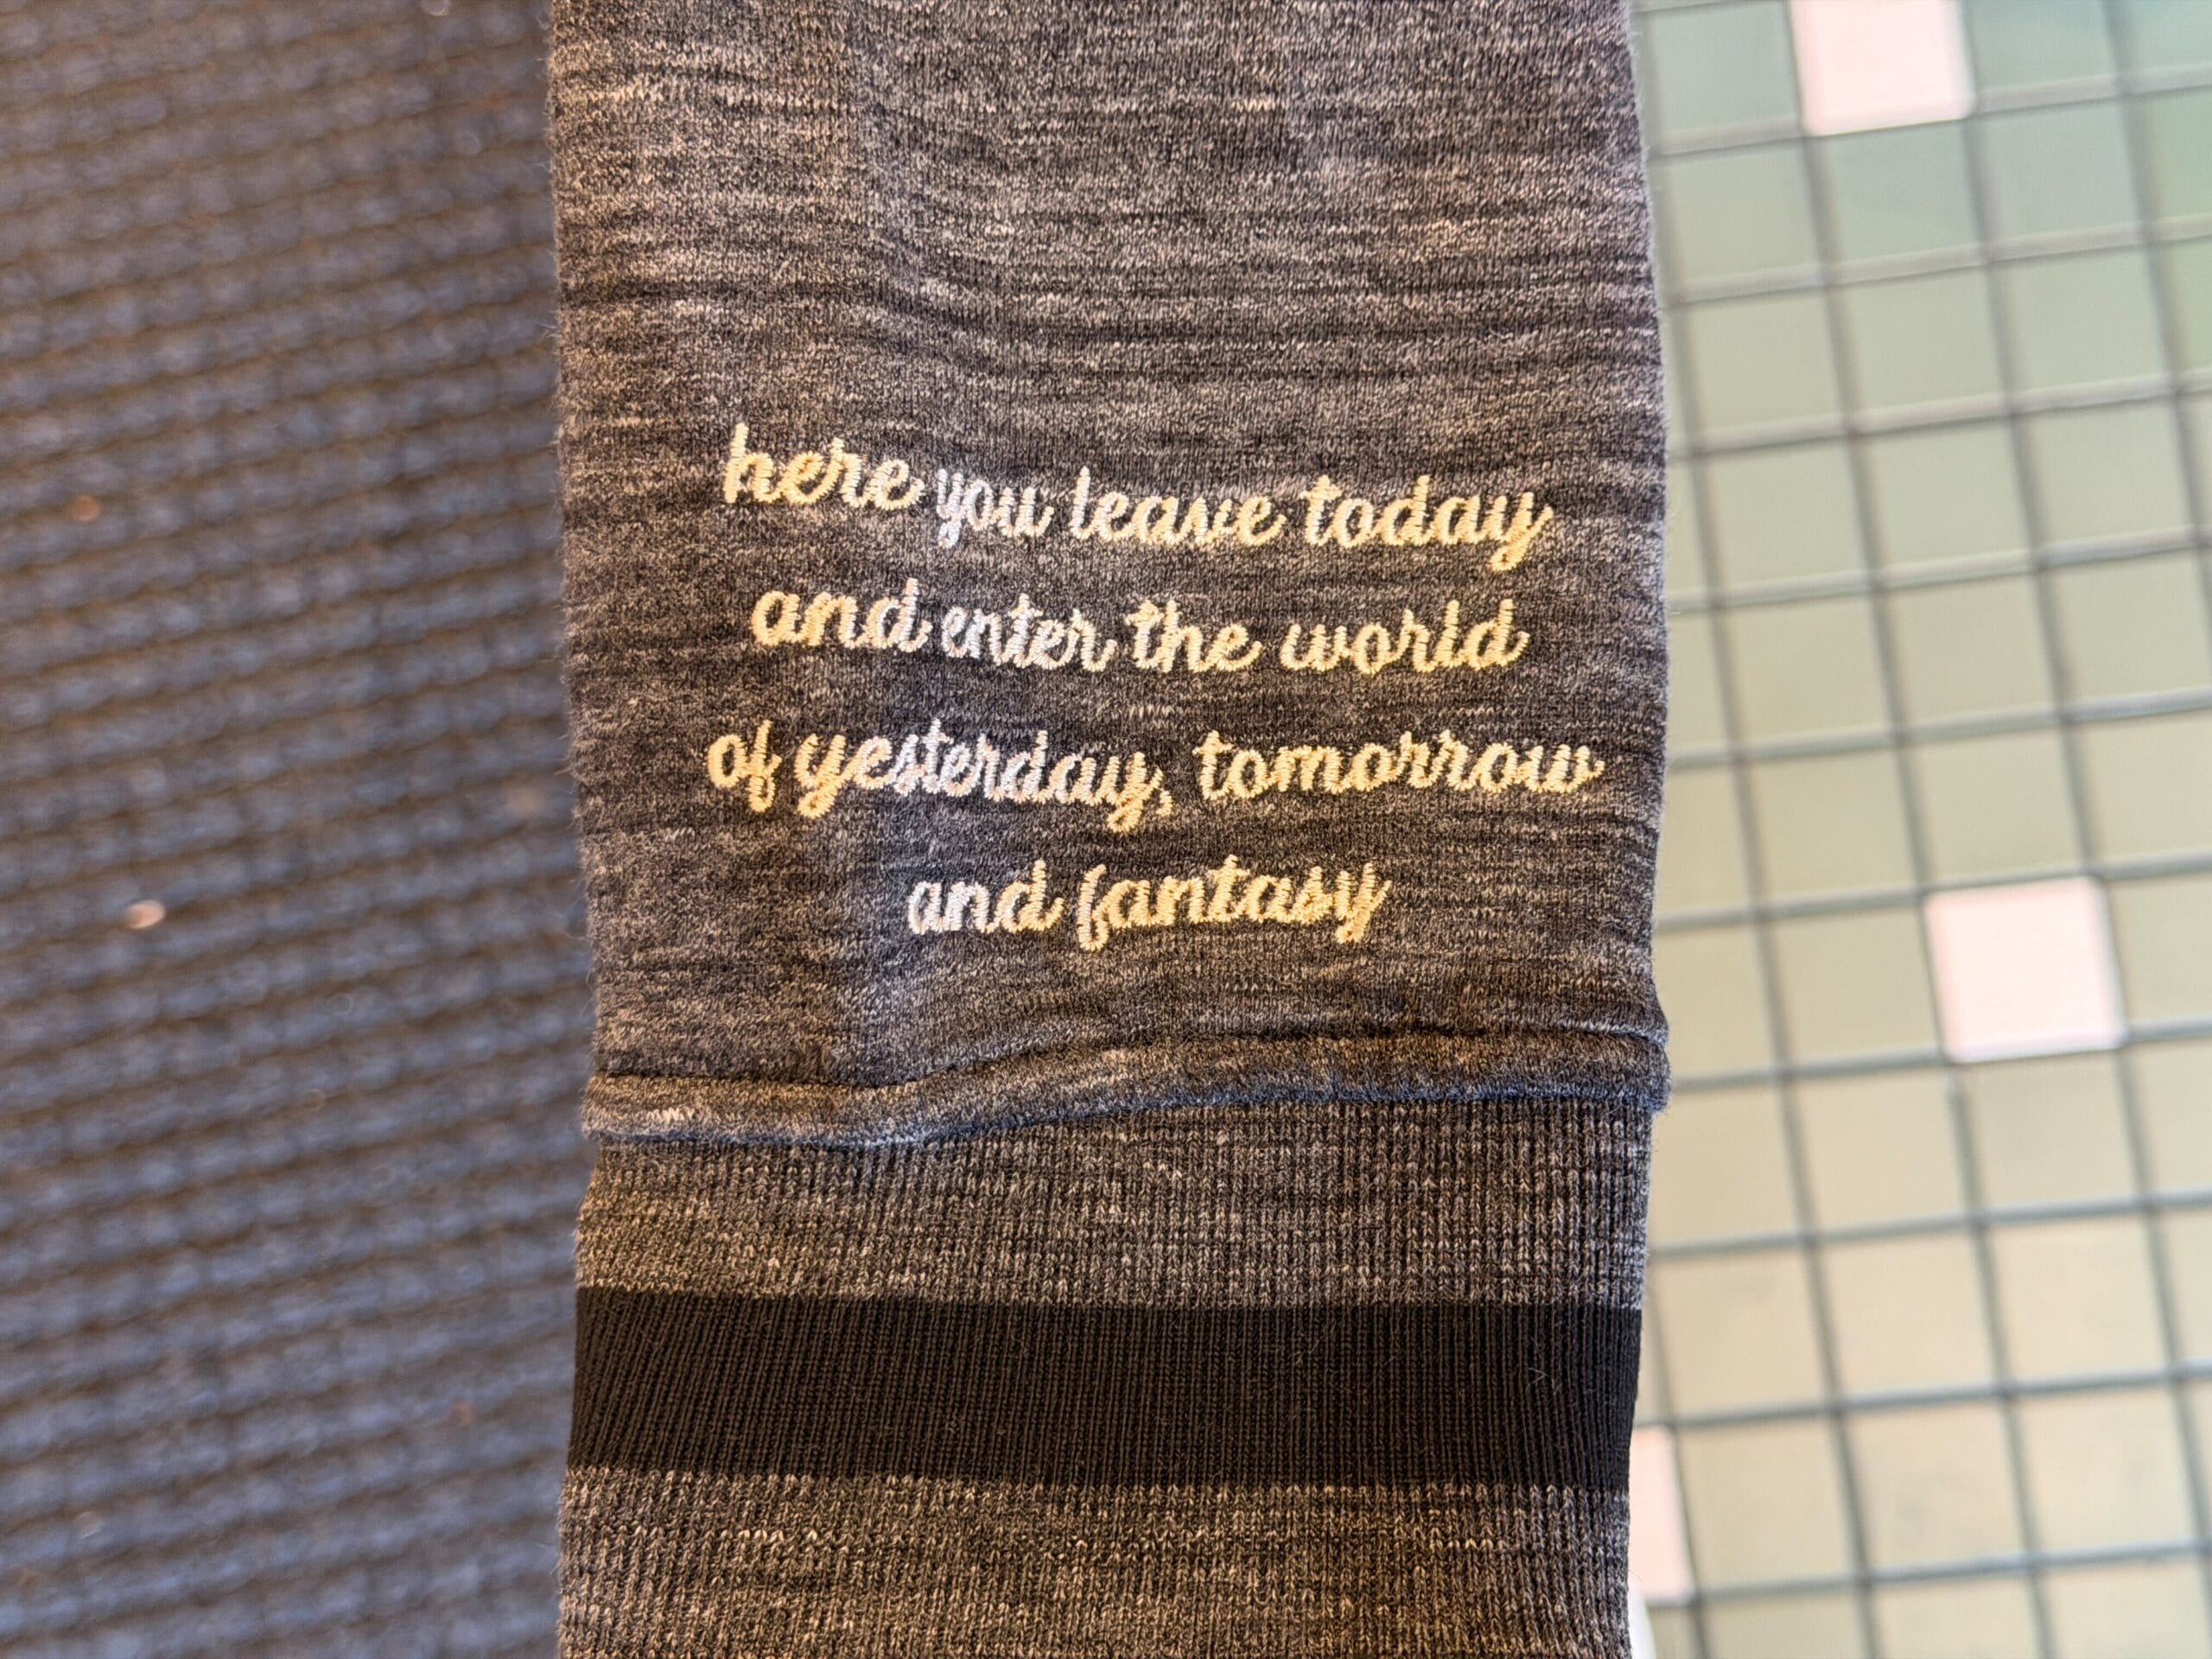 here you leave today
and enter the world
of yesterday, tomorrow
and fantasy